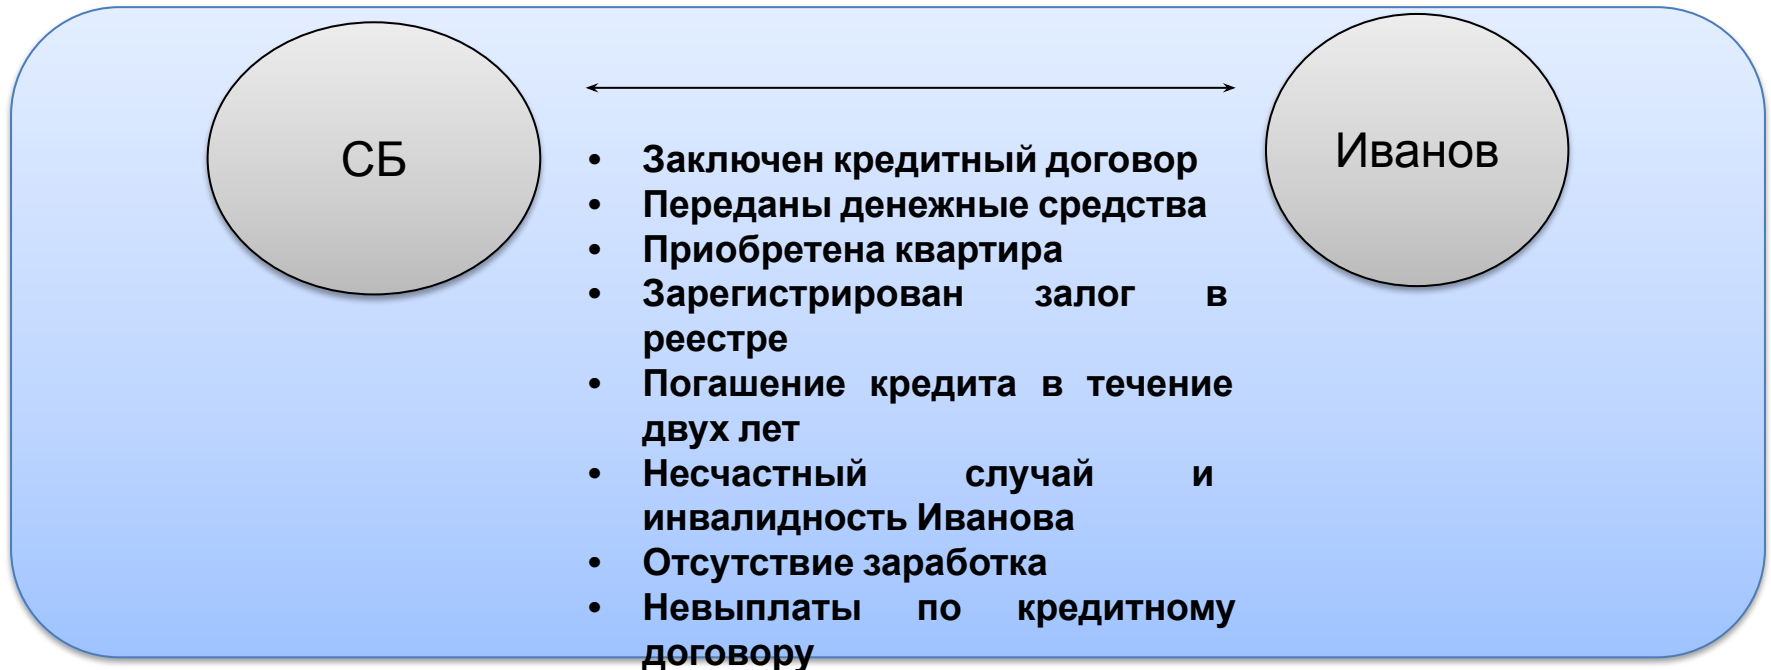 СБ
Иванов
• Заключен кредитный договор
• Переданы денежные средства
• Приобретена квартира
• Зарегистрирован залог в
реестре
• Погашение кредита в течение
двух лет
• Несчастный случай и
инвалидность Иванова
• Отсутствие заработка
• Невыплаты по кредитному
договору